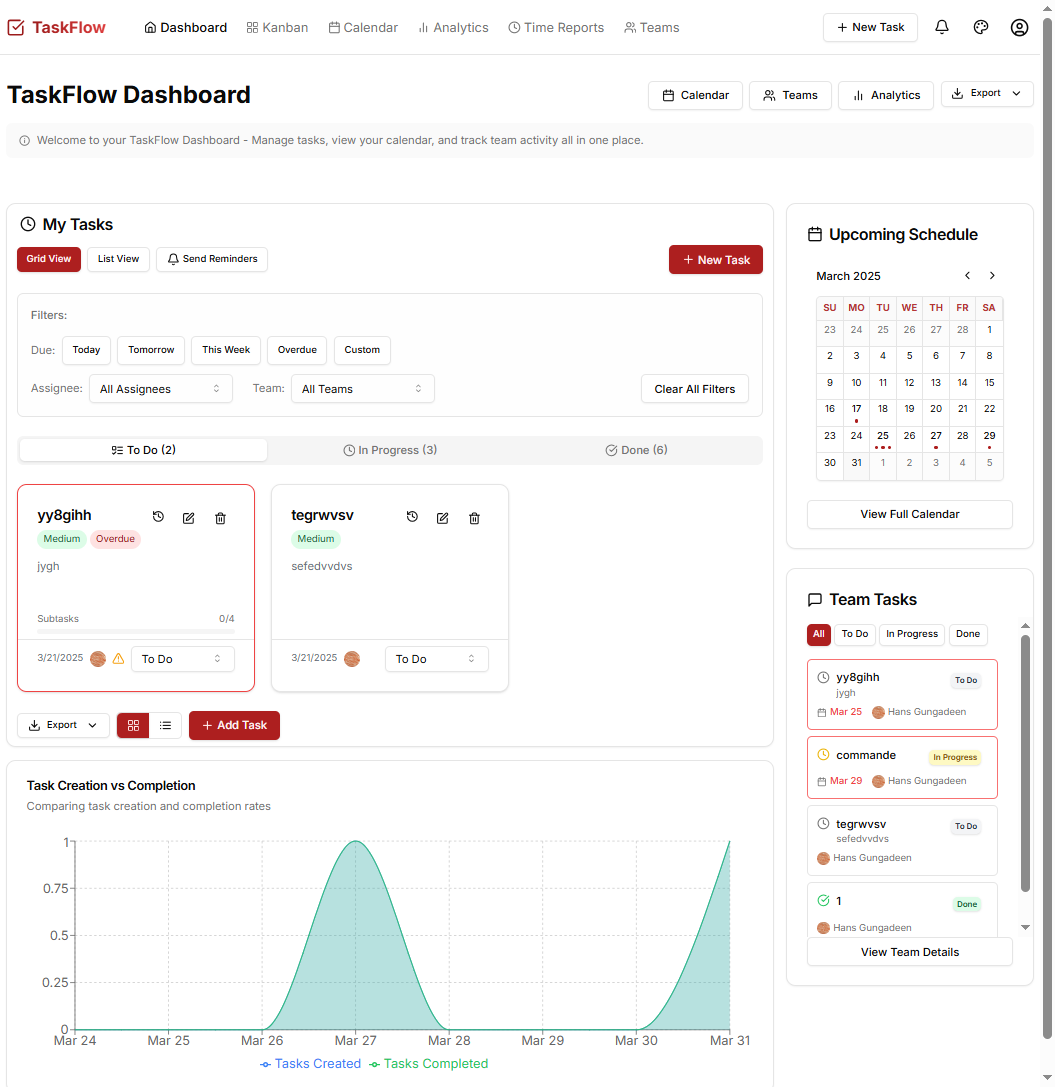 TaskFlow Dashboard Kanban Calendar Analytics Time Reports Teams + New Task
TaskFlow Dashboard
Calendar Teams Analytics Export
Welcome to your TaskFlow Dashboard - Manage tasks, view your calendar, and track team activity all in one place.
My Tasks
Grid View List View Send Reminders + New Task
Filters:
Due: Today Tomorrow This Week Overdue Custom
Assignee: All Assignees Team: All Teams Clear All Filters
To Do (2) In Progress (3) Done (6)
yy8gihh
Medium Overdue
jygh
Subtasks 0/4
3/21/2025 To Do
tegrwvsv
Medium
sefedvvdvs
3/21/2025 To Do
Export + Add Task
Task Creation vs Completion
Comparing task creation and completion rates
1
0.75
0.5
0.25
0
Mar 24 Mar 25 Mar 26 Mar 27 Mar 28 Mar 29 Mar 30 Mar 31
Tasks Created Tasks Completed
Upcoming Schedule
March 2025
SU MO TU WE TH FR SA
23 24 25 26 27 28 1
2 3 4 5 6 7 8
9 10 11 12 13 14 15
16 17 18 19 20 21 22
23 24 25 26 27 28 29
30 31 1 2 3 4 5
View Full Calendar
Team Tasks
All To Do In Progress Done
yy8gihh To Do
jygh
Mar 25 Hans Gungadeen
commande In Progress
Mar 29 Hans Gungadeen
tegrwvsv To Do
sefedvvdvs
Hans Gungadeen
1 Done
Hans Gungadeen
View Team Details